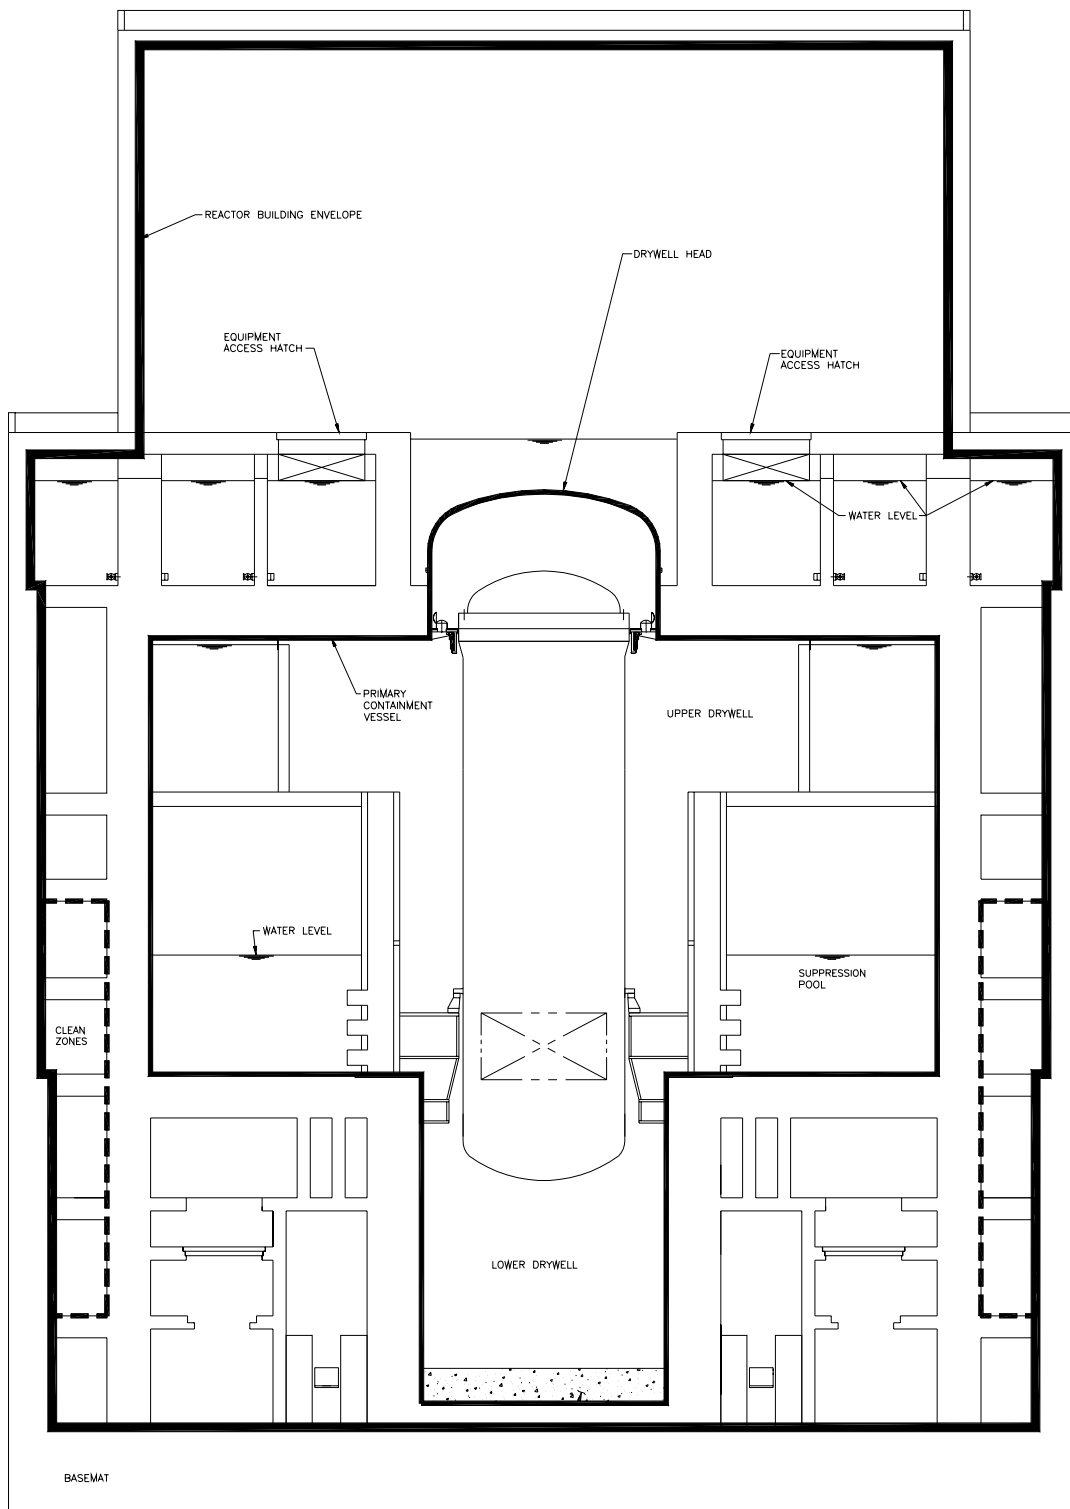 REACTOR BUILDING ENVELOPE
DRYWELL HEAD
EQUIPMENT
ACCESS HATCH
EQUIPMENT
ACCESS HATCH
WATER LEVEL
PRIMARY
CONTAINMENT
VESSEL
UPPER DRYWELL
WATER LEVEL
SUPPRESSION
POOL
CLEAN
ZONES
LOWER DRYWELL
BASEMAT